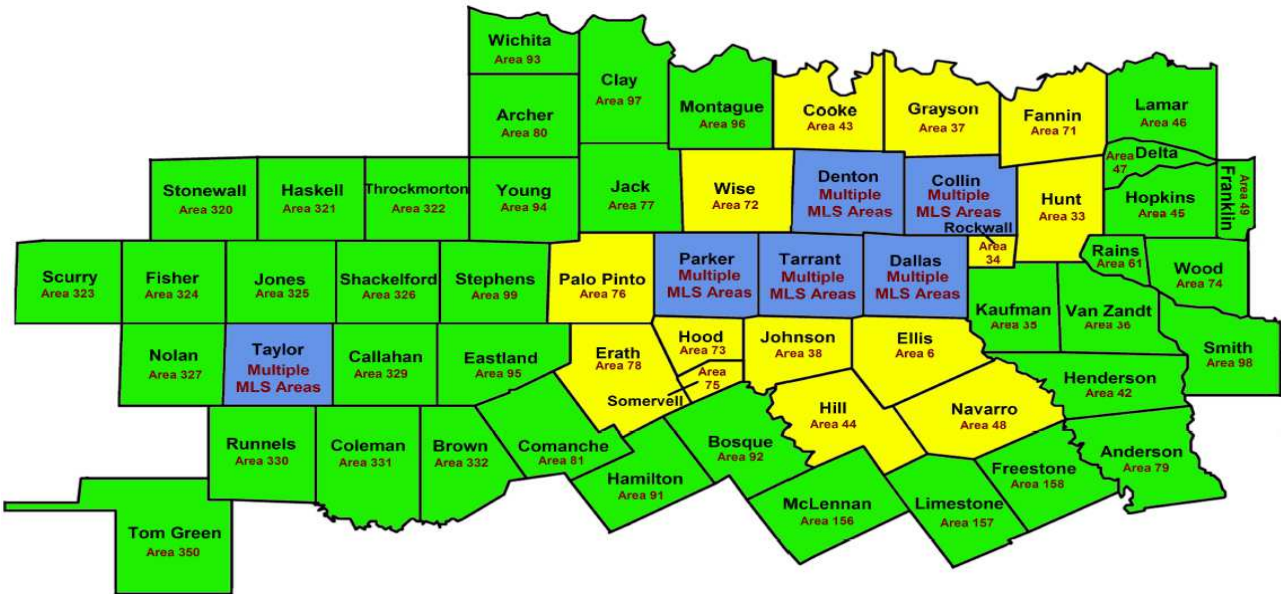 Wichita
Area 93
Clay
Area 97
Archer
Area 80
Montague
Area 96
Cooke
Area 43
Grayson
Area 37
Fannin
Area 71
Lamar
Area 46
Area
47
Delta
Franklin
Area 49
Stonewall
Area 320
Haskell
Area 321
Throckmorton
Area 322
Young
Area 94
Jack
Area 77
Wise
Area 72
Denton
Multiple
MLS Areas
Collin
Multiple
MLS Areas
Hunt
Area 33
Hopkins
Area 45
Rockwall
Area
34
Scurry
Area 323
Fisher
Area 324
Jones
Area 325
Shackelford
Area 326
Stephens
Area 99
Palo Pinto
Area 76
Parker
Multiple
MLS Areas
Tarrant
Multiple
MLS Areas
Dallas
Multiple
MLS Areas
Rains
Area 61
Wood
Area 74
Kaufman
Area 35
Van Zandt
Area 36
Nolan
Area 327
Taylor
Multiple
MLS Areas
Callahan
Area 329
Eastland
Area 95
Erath
Area 78
Hood
Area 73
Area
75
Somervell
Johnson
Area 38
Ellis
Area 6
Smith
Area 98
Henderson
Area 42
Hill
Area 44
Navarro
Area 48
Runnels
Area 330
Coleman
Area 331
Brown
Area 332
Comanche
Area 81
Hamilton
Area 91
Bosque
Area 92
McLennan
Area 156
Limestone
Area 157
Freestone
Area 158
Anderson
Area 79
Tom Green
Area 350